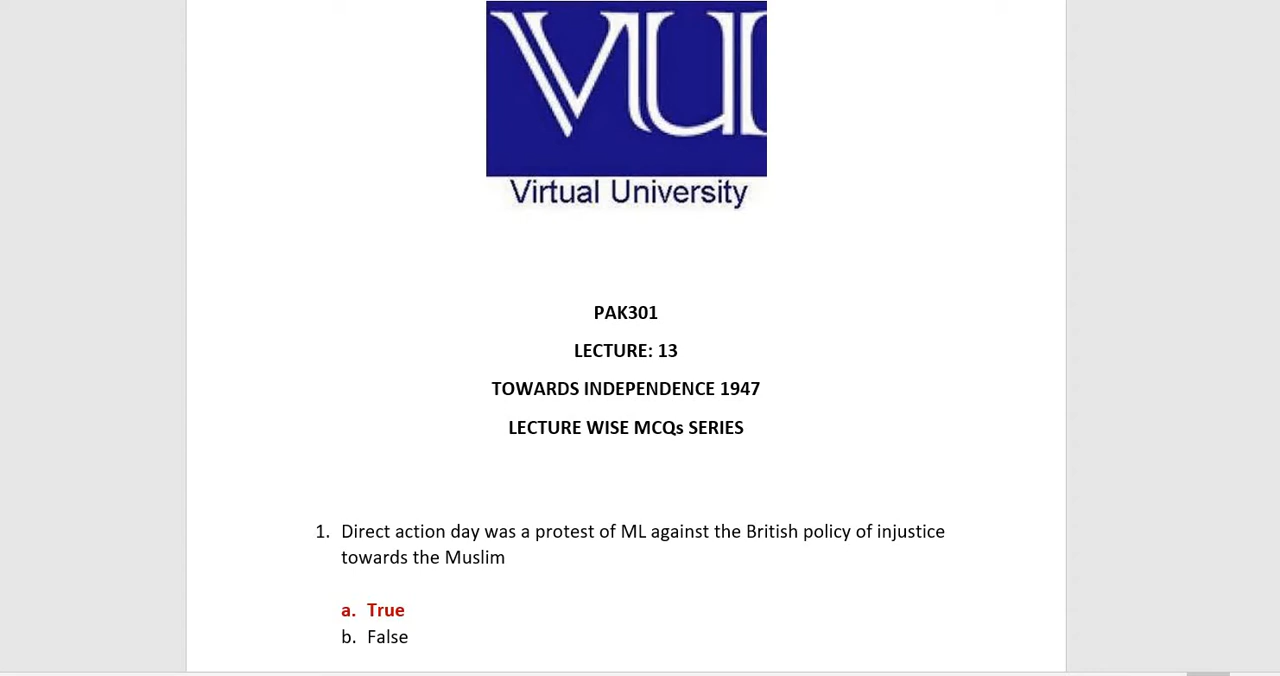 VU
Virtual University
PAK301
LECTURE: 13
TOWARDS INDEPENDENCE 1947
LECTURE WISE MCQs SERIES
1. Direct action day was a protest of ML against the British policy of injustice
towards the Muslim
a. True
b. False